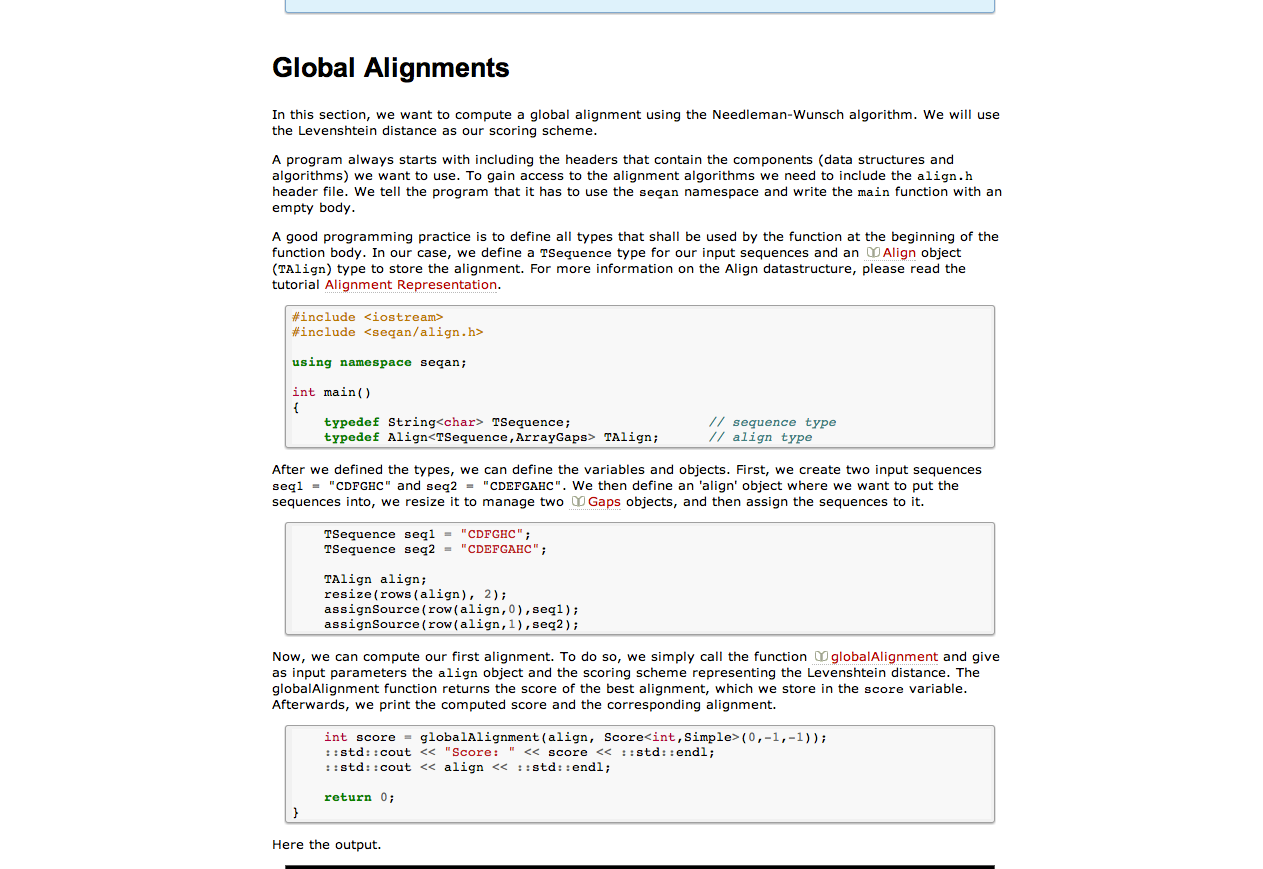 Global Alignments
In this section, we want to compute a global alignment using the Needleman-Wunsch algorithm. We will use
the Levenshtein distance as our scoring scheme.
A program always starts with including the headers that contain the components (data structures and
algorithms) we want to use. To gain access to the alignment algorithms we need to include the align.h
header file. We tell the program that it has to use the seqan namespace and write the main function with an
empty body.
A good programming practice is to define all types that shall be used by the function at the beginning of the
function body. In our case, we define a TSequence type for our input sequences and an Align object
(TAlign) type to store the alignment. For more information on the Align datastructure, please read the
tutorial Alignment Representation.
#include <iostream>
#include <seqan/align.h>
using namespace seqan;
int main()
{
typedef String<char> TSequence; // sequence type
typedef Align<TSequence,ArrayGaps> TAlign; // align type
After we defined the types, we can define the variables and objects. First, we create two input sequences
seq1 = "CDFGHC" and seq2 = "CDEFGAHC". We then define an 'align' object where we want to put the
sequences into, we resize it to manage two Gaps objects, and then assign the sequences to it.
TSequence seq1 = "CDFGHC";
TSequence seq2 = "CDEFGAHC";
TAlign align;
resize(rows(align), 2);
assignSource(row(align,0),seq1);
assignSource(row(align,1),seq2);
Now, we can compute our first alignment. To do so, we simply call the function globalAlignment and give
as input parameters the align object and the scoring scheme representing the Levenshtein distance. The
globalAlignment function returns the score of the best alignment, which we store in the score variable.
Afterwards, we print the computed score and the corresponding alignment.
int score = globalAlignment(align, Score<int,Simple>(0,-1,-1));
::std::cout << "Score: " << score << ::std::endl;
::std::cout << align << ::std::endl;
return 0;
}
Here the output.